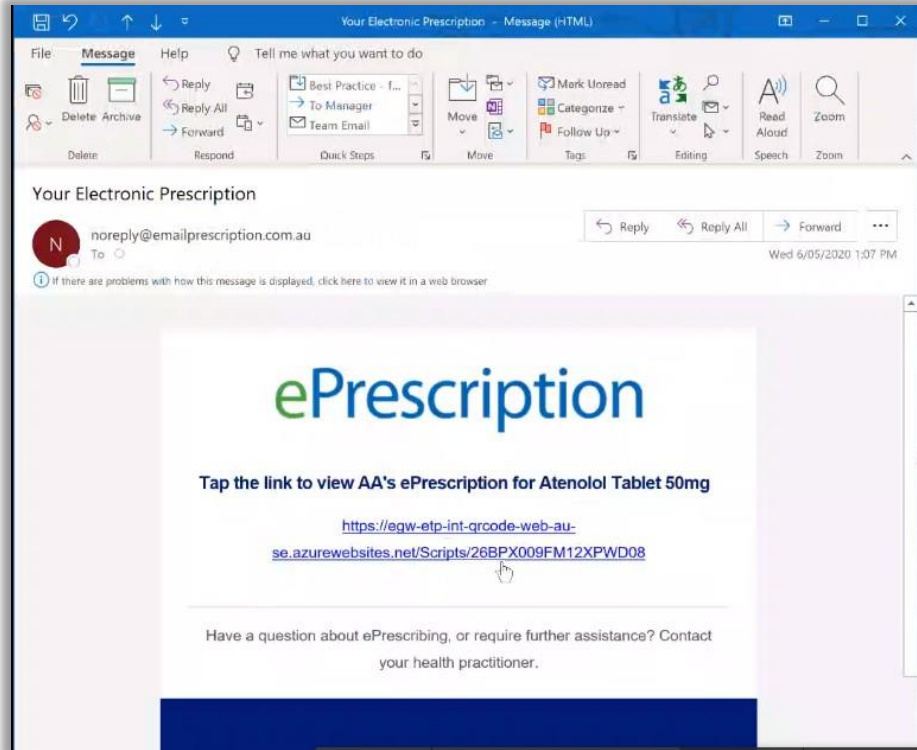 Your Electronic Prescription - Message (HTML)
File Message Help Tell me what you want to do
Delete Archive
Reply
Reply All
Forward
Best Practice - f...
To Manager
Team Email
Move
Mark Unread
Categorize
Follow Up
Translate
Read Aloud
Zoom
Delete Respond Quick Steps Move Tags Editing Speech Zoom
Your Electronic Prescription
N
noreply@emailprescription.com.au
To
Reply Reply All Forward ...
Wed 6/05/2020 1:07 PM
If there are problems with how this message is displayed, click here to view it in a web browser
ePrescription
Tap the link to view AA's ePrescription for Atenolol Tablet 50mg
https://egw-etp-int-qrcode-web-au-
se.azurewebsites.net/Scripts/26BPX009FM12XPWD08
Have a question about ePrescribing, or require further assistance? Contact
your health practitioner.